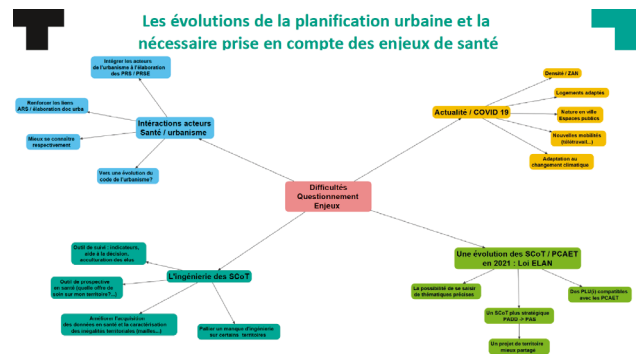 Les évolutions de la planification urbaine et la
nécessaire prise en compte des enjeux de santé
Intégrer les acteurs
de l'urbanisme à l'élaboration
des PRS / PRSE
Renforcer les liens
ARS / élaboration doc urba
Intéractions acteurs
Santé / urbanisme
Mieux se connaître
respectivement
Vers une évolution du
code de l'urbanisme?
Densité / ZAN
Logements adaptés
Actualité / COVID 19
Nature en ville
Espaces publics
Nouvelles mobilités
(télétravail...)
Adaptation au
changement climatique
Difficultés
Questionnement
Enjeux
Outil de suivi : indicateurs,
aide à la décision,
acculturation des élus
L'ingénierie des SCoT
Outil de prospective
en santé (quelle offre de
soin sur mon territoire?...)
Améliorer l'acquisition
des données en santé et la caractérisation
des inégalités territoriales (mailles...)
Pallier un manque d'ingénierie
sur certains territoires
Une évolution des SCoT / PCAET
en 2021 : Loi ELAN
La possibilité de se saisir
de thématiques précises
Des PLU(i) compatibles
avec les PCAET
Un SCoT plus stratégique
PADD -> PAS
Un projet de territoire
mieux partagé